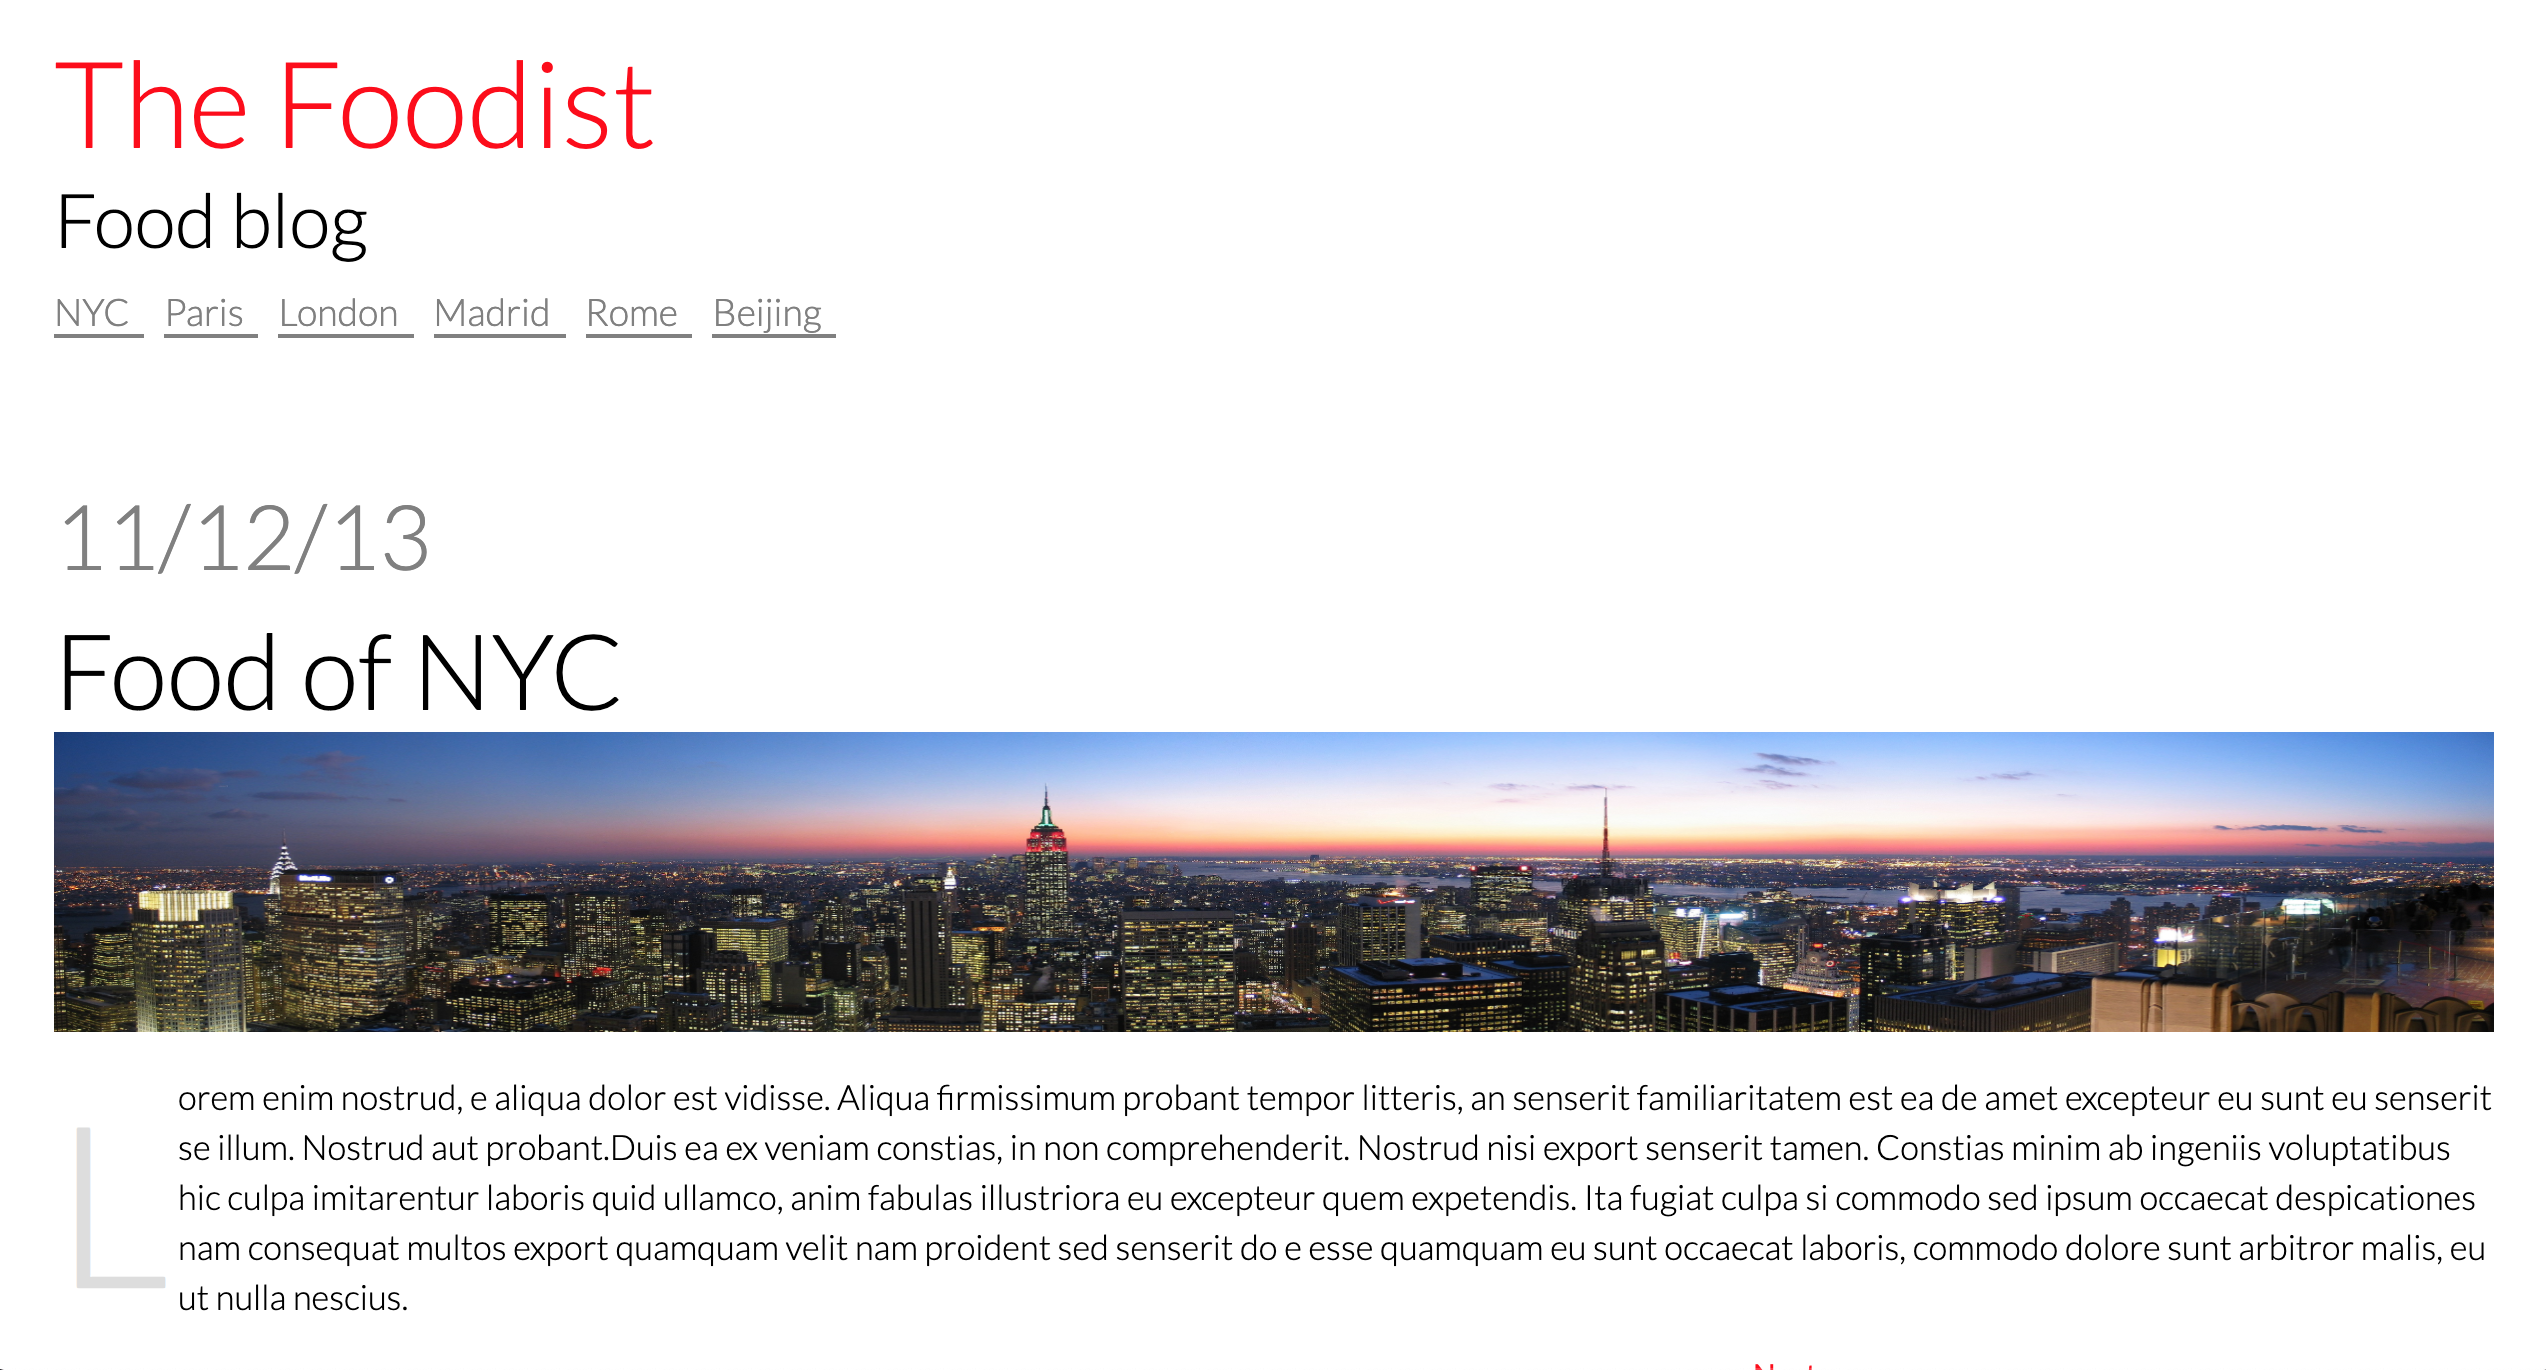 The Foodist
Food blog
NYC Paris London Madrid Rome Beijing
11/12/13
Food of NYC
Lorem enim nostrud, e aliqua dolor est vidisse. Aliqua firmissimum probant tempor litteris, an senserit familiaritatem est ea de amet excepteur eu sunt eu senserit
se illum. Nostrud aut probant.Duis ea ex veniam constias, in non comprehenderit. Nostrud nisi export senserit tamen. Constias minim ab ingeniis voluptatibus
hic culpa imitarentur laboris quid ullamco, anim fabulas illustriora eu excepteur quem expetendis. Ita fugiat culpa si commodo sed ipsum occaecat despicationes
nam consequat multos export quamquam velit nam proident sed senserit do e esse quamquam eu sunt occaecat laboris, commodo dolore sunt arbitror malis, eu
ut nulla nescius.